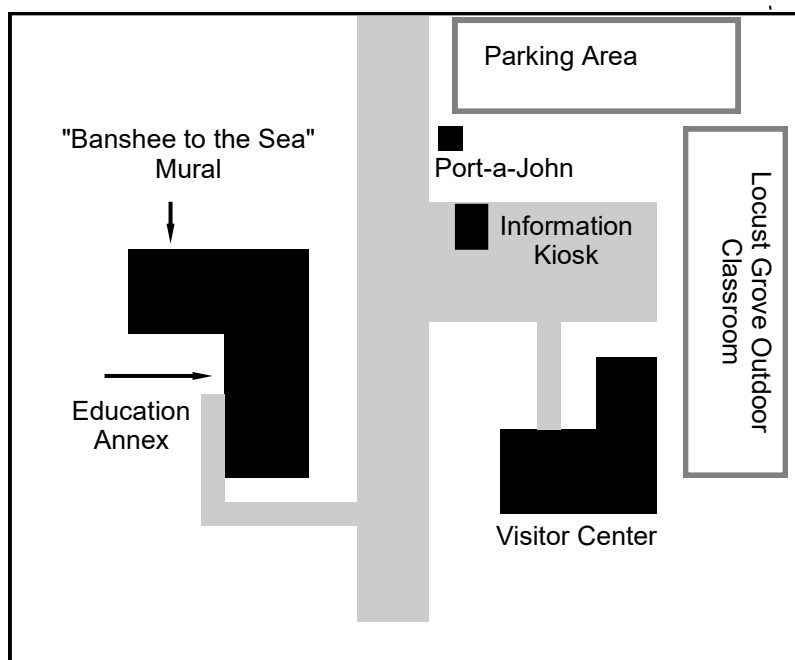 Parking Area
"Banshee to the Sea"
Mural
Port-a-John
Information
Kiosk
Locust Grove Outdoor
Classroom
Education
Annex
Visitor Center